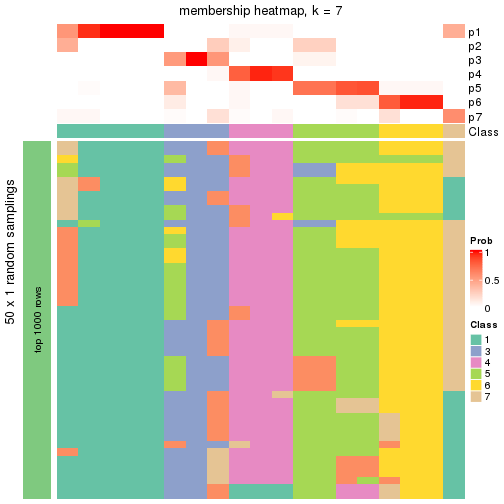 membership heatmap, k = 7
p1
p2
p3
p4
p5
p6
p7
Class
50 x 1 random samplings
top 1000 rows
Prob
1
0.5
0
Class
1
3
4
5
6
7